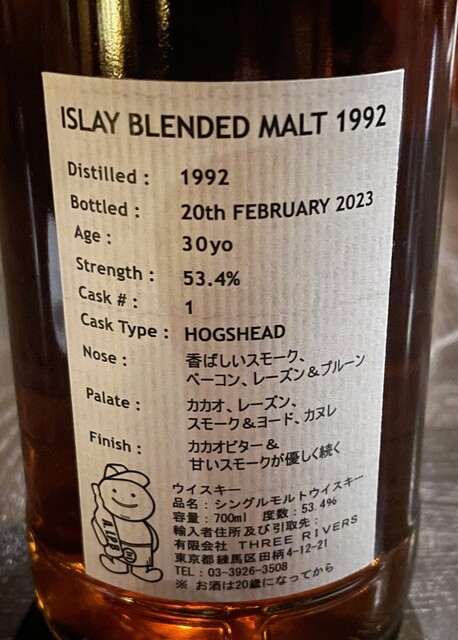 ISLAY BLENDED MALT 1992
Distilled : 1992
Bottled : 20th FEBRUARY 2023
Age : 30yo
Strength : 53.4%
Cask # : 1
Cask Type : HOGSHEAD
Nose : 香ばしいスモーク、
ベーコン、レーズン＆プルーン
Palate : カカオ、レーズン、
スモーク＆ヨード、カヌレ
Finish : カカオビター＆
甘いスモークが優しく続く
ウイスキー
品名：シングルモルトウイスキー
容量：700ml 度数：53.4%
輸入者住所及び引取先：
有限会社 THREE RIVERS
東京都練馬区田柄4-12-21
TEL：03-3926-3508
※ お酒は20歳になってから